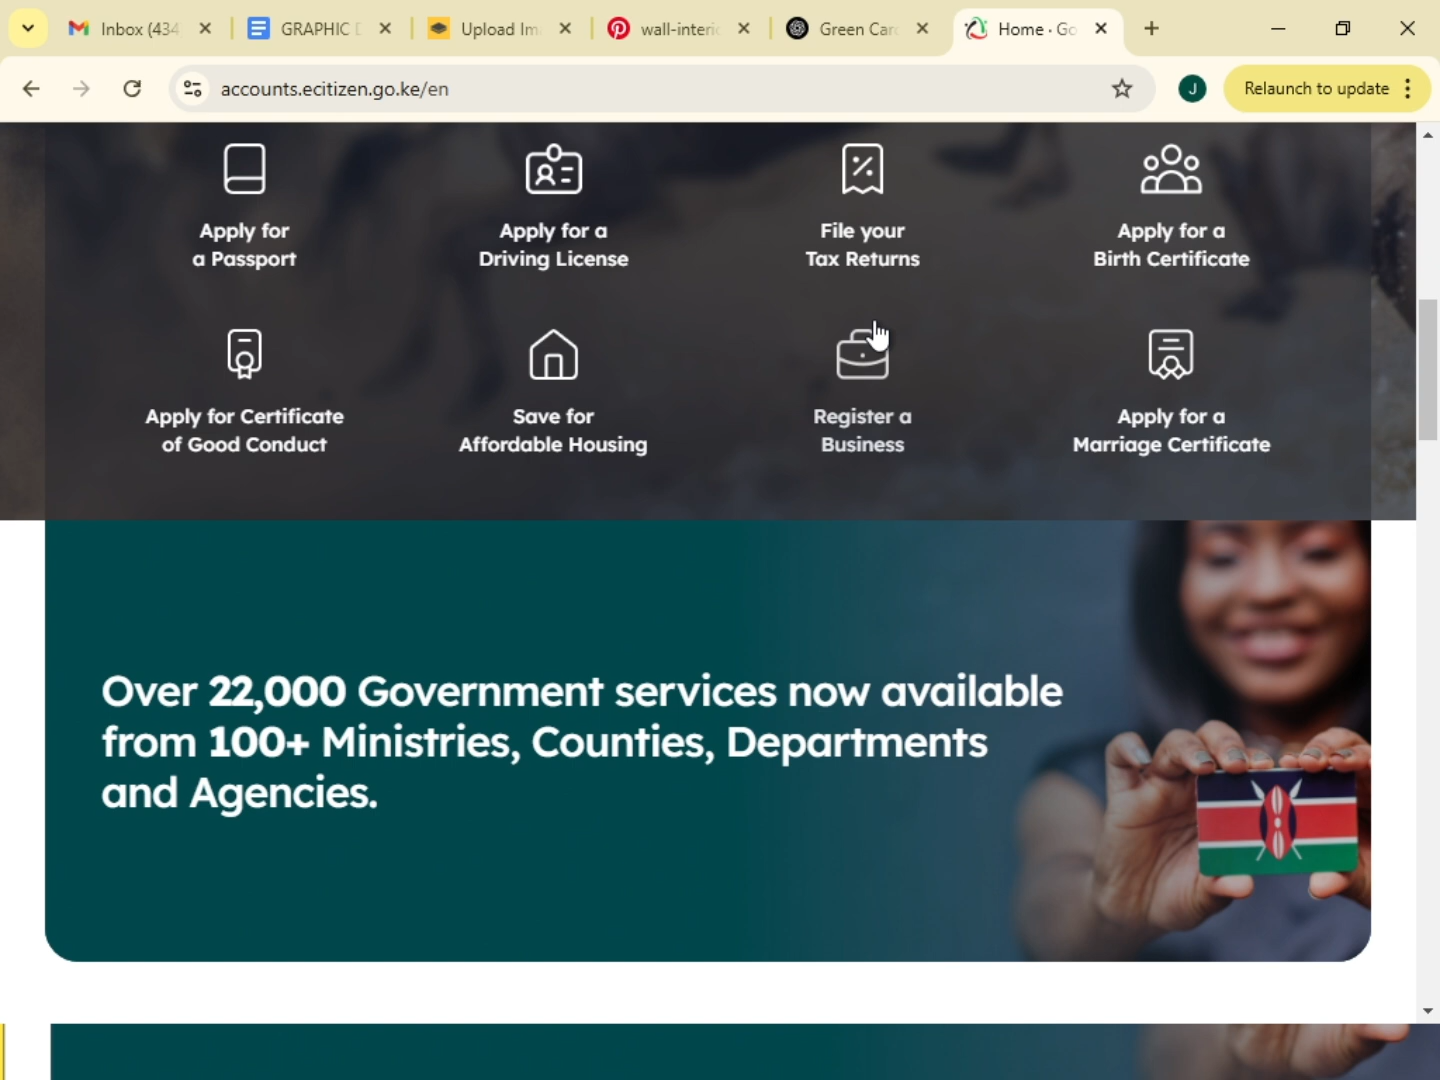 Inbox (434
GRAPHIC
Upload Im
wall-interi
Green Car
Home · Go
accounts.ecitizen.go.ke/en
J
Relaunch to update
Apply for
a Passport
Apply for a
Driving License
File your
Tax Returns
Apply for a
Birth Certificate
Apply for Certificate
of Good Conduct
Save for
Affordable Housing
Register a
Business
Apply for a
Marriage Certificate
Over 22,000 Government services now available
from 100+ Ministries, Counties, Departments
and Agencies.